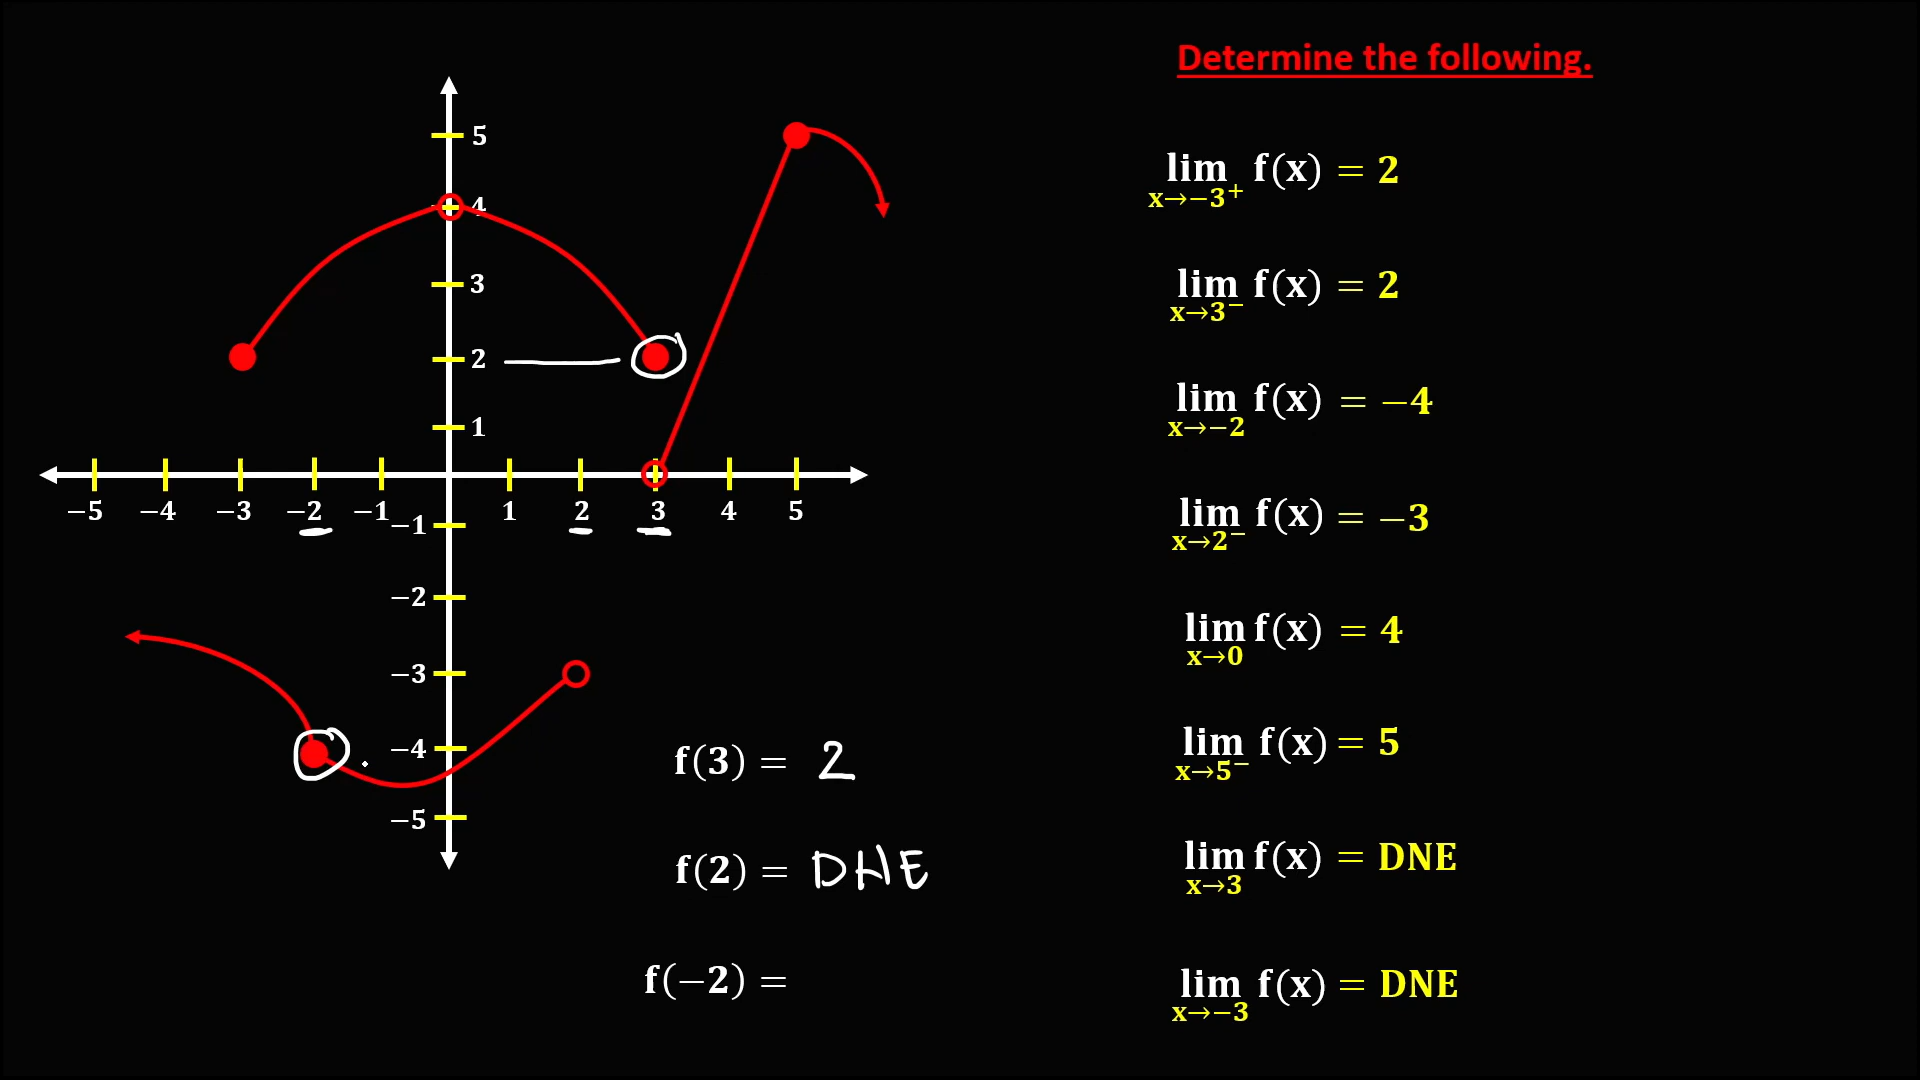 Determine the following.
5
4
3
2
1
−5 −4 −3 −2 −1 1 2 3 4 5
−1
−2
−3
−4
−5
f(3) = 2
f(2) = DNE
f(−2) =
lim f(x) = 2
x→−3⁺
lim f(x) = 2
x→3⁻
lim f(x) = −4
x→−2
lim f(x) = −3
x→2⁻
lim f(x) = 4
x→0
lim f(x) = 5
x→5⁻
lim f(x) = DNE
x→3
lim f(x) = DNE
x→−3